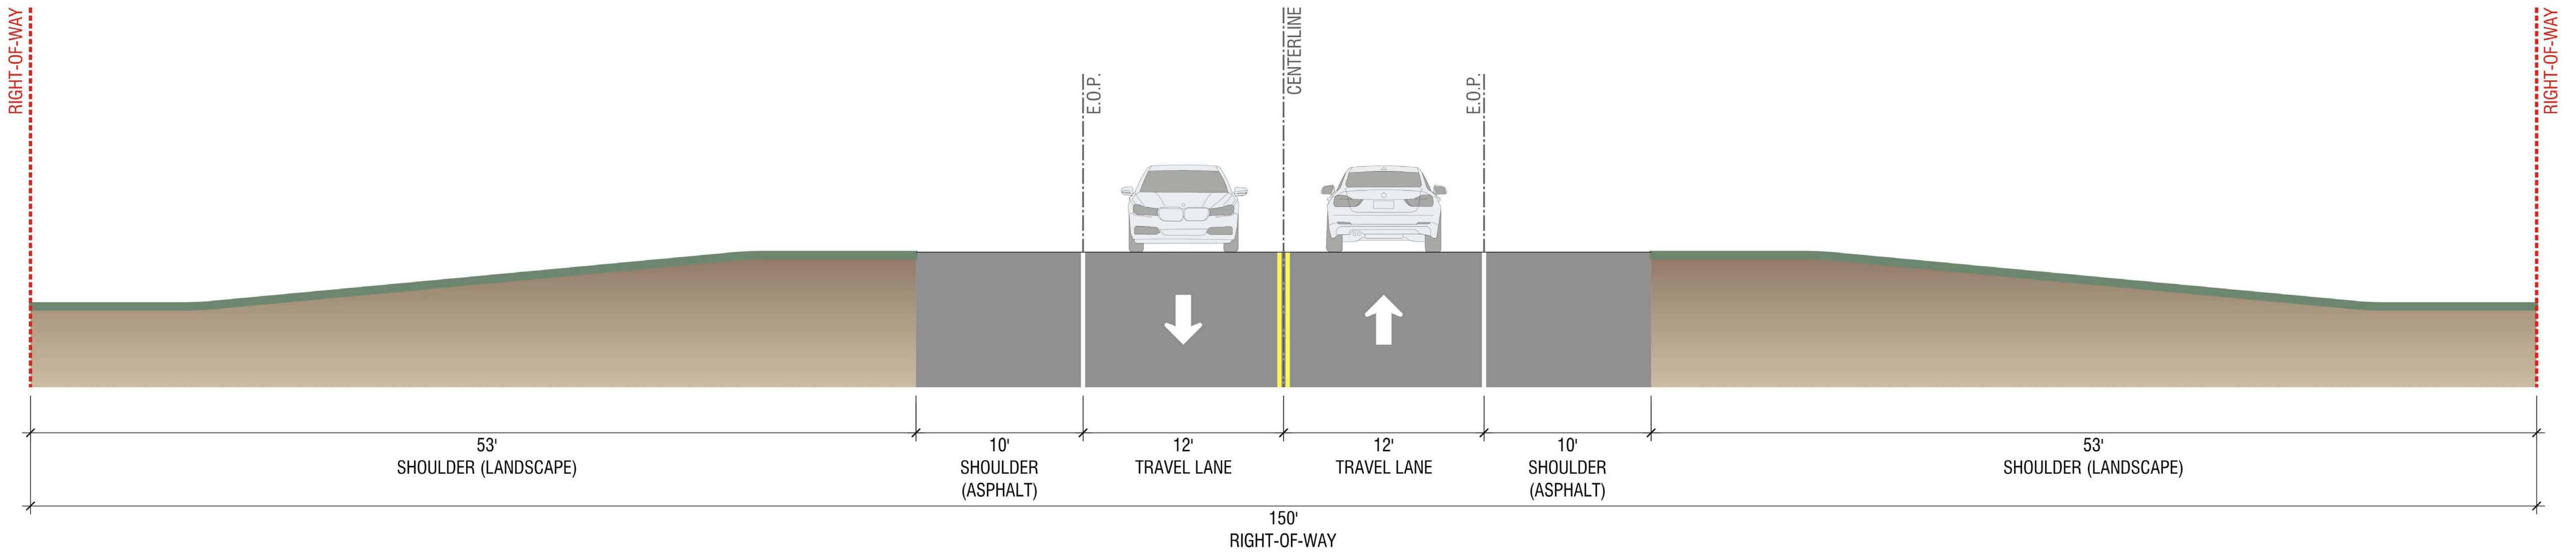 RIGHT-OF-WAY
E.O.P.
CENTERLINE
E.O.P.
RIGHT-OF-WAY
53'
SHOULDER (LANDSCAPE)
10'
SHOULDER
(ASPHALT)
12'
TRAVEL LANE
12'
TRAVEL LANE
10'
SHOULDER
(ASPHALT)
53'
SHOULDER (LANDSCAPE)
150'
RIGHT-OF-WAY